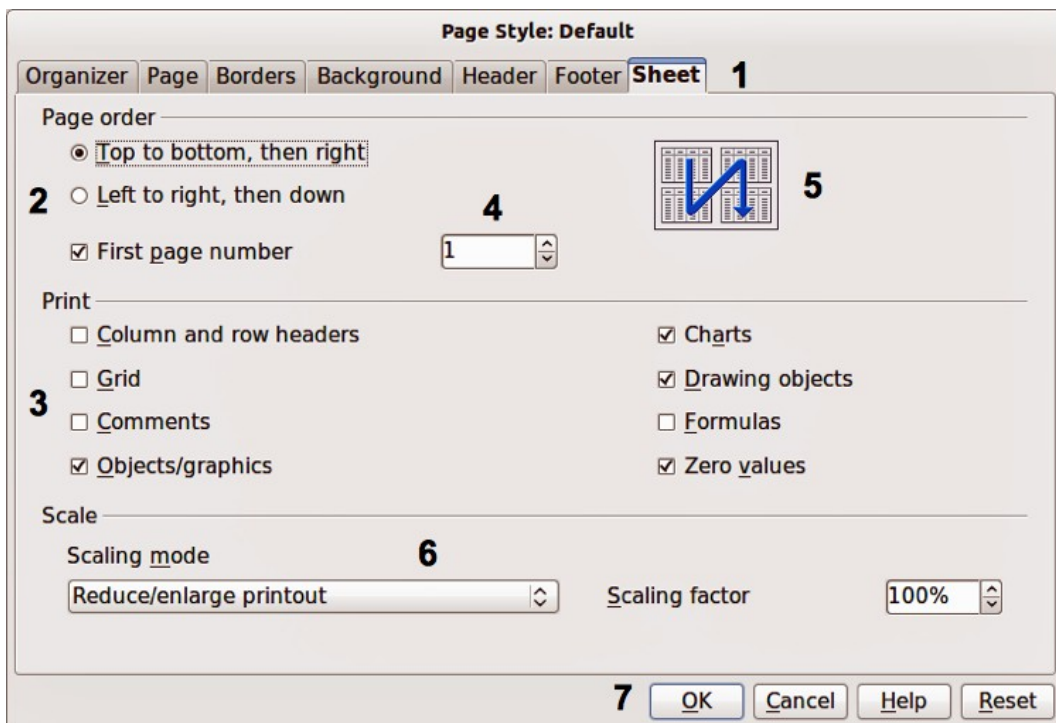 Page Style: Default
Organizer Page Borders Background Header Footer Sheet 1
Page order
Top to bottom, then right
2 Left to right, then down 4 5
First page number 1
Print
Column and row headers Charts
Grid Drawing objects
3
Comments Formulas
Objects/graphics Zero values
Scale
Scaling mode 6
Reduce/enlarge printout Scaling factor 100%
7 OK Cancel Help Reset